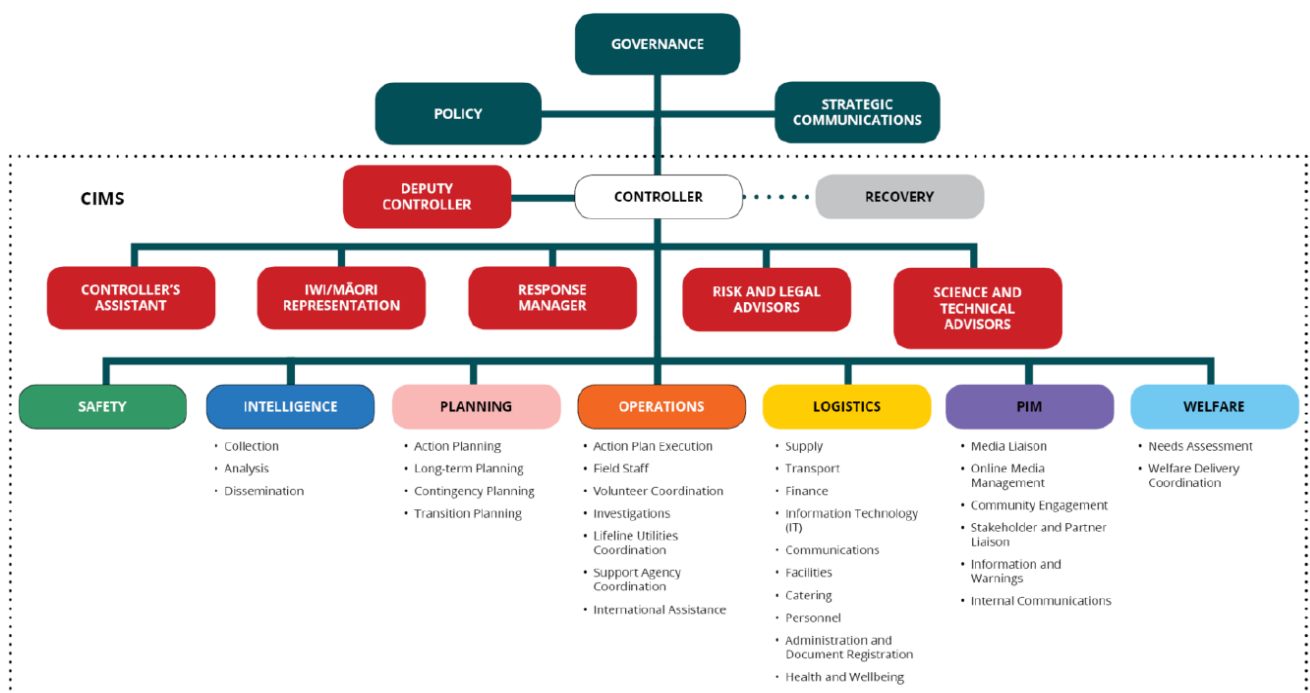 GOVERNANCE
POLICY
STRATEGIC
COMMUNICATIONS
CIMS
DEPUTY
CONTROLLER
CONTROLLER
RECOVERY
CONTROLLER'S
ASSISTANT
IWI/MĀORI
REPRESENTATION
RESPONSE
MANAGER
RISK AND LEGAL
ADVISORS
SCIENCE AND
TECHNICAL
ADVISORS
SAFETY
INTELLIGENCE
• Collection
• Analysis
• Dissemination
PLANNING
• Action Planning
• Long-term Planning
• Contingency Planning
• Transition Planning
OPERATIONS
• Action Plan Execution
• Field Staff
• Volunteer Coordination
• Investigations
• Lifeline Utilities
Coordination
• Support Agency
Coordination
• International Assistance
LOGISTICS
• Supply
• Transport
• Finance
• Information Technology
(IT)
• Communications
• Facilities
• Catering
• Personnel
• Administration and
Document Registration
• Health and Wellbeing
PIM
• Media Liaison
• Online Media
Management
• Community Engagement
• Stakeholder and Partner
Liaison
• Information and
Warnings
• Internal Communications
WELFARE
• Needs Assessment
• Welfare Delivery
Coordination